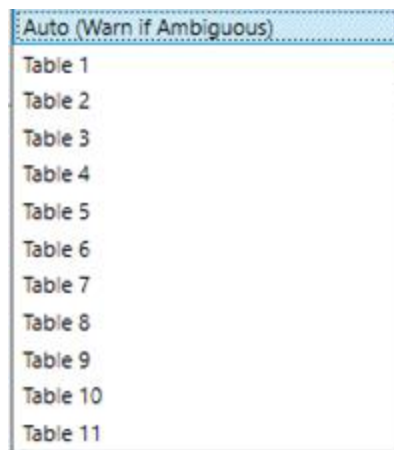 Auto (Warn if Ambiguous)
Table 1
Table 2
Table 3
Table 4
Table 5
Table 6
Table 7
Table 8
Table 9
Table 10
Table 11